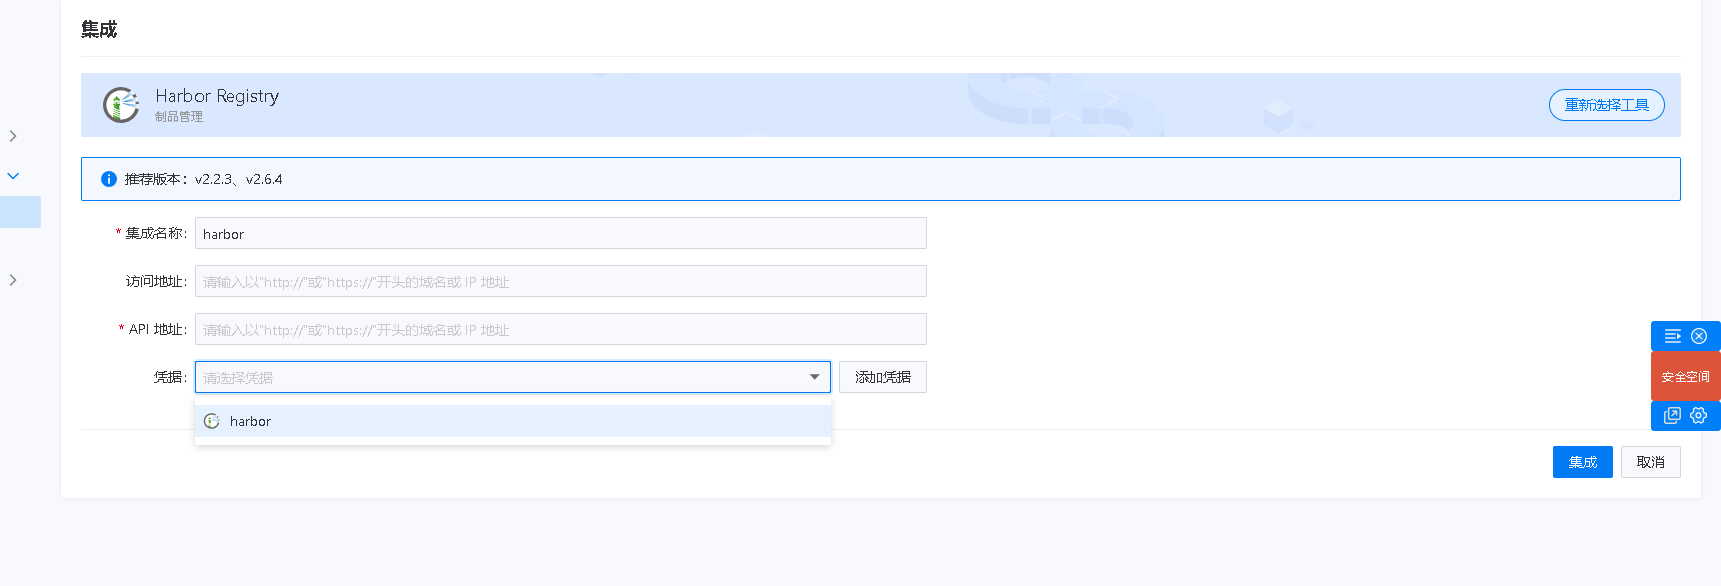 集成
Harbor Registry
制品管理
重新选择工具
推荐版本：v2.2.3、v2.6.4
* 集成名称: harbor
访问地址: 请输入以"http://"或"https://"开头的域名或 IP 地址
* API 地址: 请输入以"http://"或"https://"开头的域名或 IP 地址
凭据: 请选择凭据 添加凭据
harbor
安全空间
集成 取消